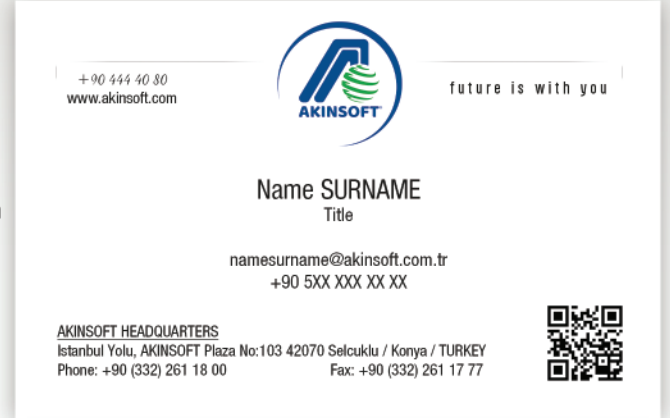 +90 444 40 80
www.akinsoft.com
AKINSOFT
future is with you
Name SURNAME
Title
namesurname@akinsoft.com.tr
+90 5XX XXX XX XX
AKINSOFT HEADQUARTERS
Istanbul Yolu, AKINSOFT Plaza No:103 42070 Selcuklu / Konya / TURKEY
Phone: +90 (332) 261 18 00 Fax: +90 (332) 261 17 77